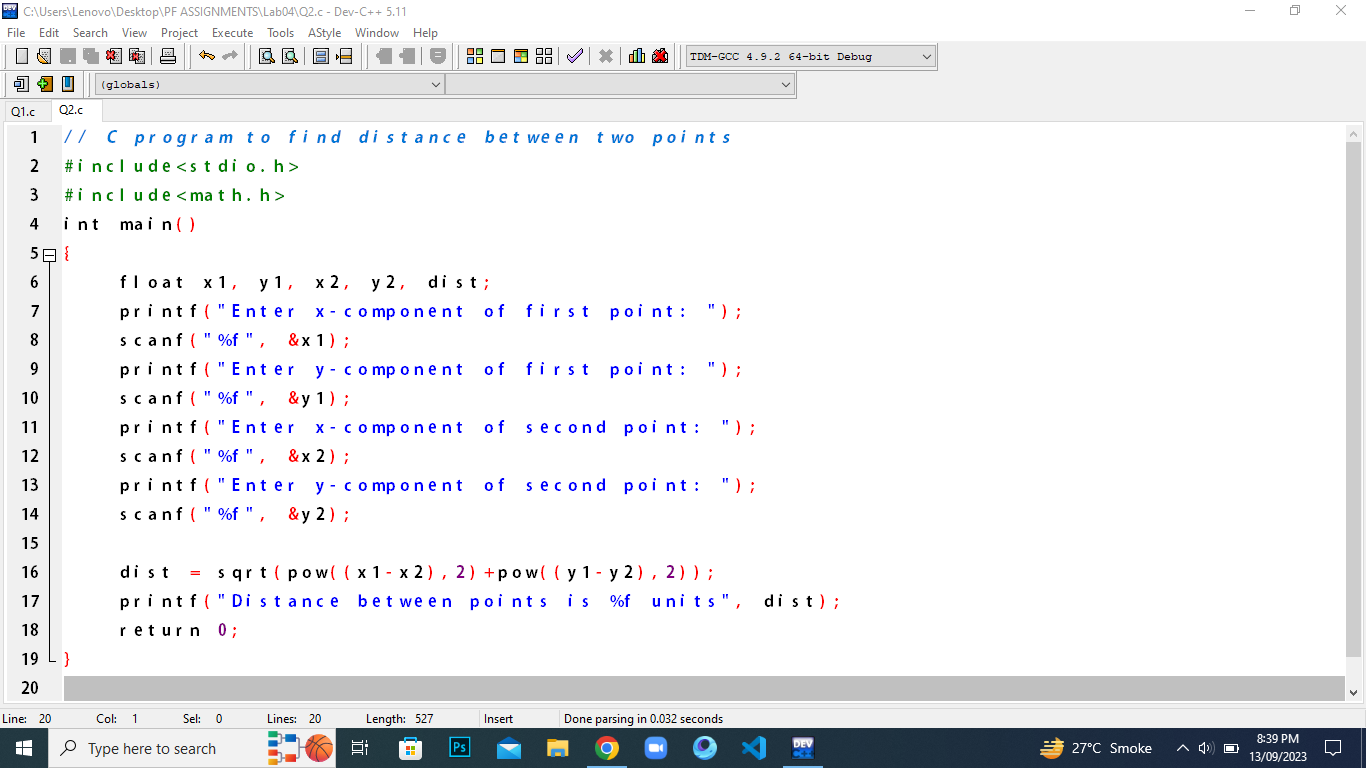 C:\Users\Lenovo\Desktop\PF ASSIGNMENTS\Lab04\Q2.c - Dev-C++ 5.11
File Edit Search View Project Execute Tools AStyle Window Help
TDM-GCC 4.9.2 64-bit Debug
(globals)
Q1.c Q2.c
1 // C program to find distance between two points
2 #include<stdio.h>
3 #include<math.h>
4 int main()
5 {
6 float x1, y1, x2, y2, dist;
7 printf("Enter x-component of first point: ");
8 scanf("%f", &x1);
9 printf("Enter y-component of first point: ");
10 scanf("%f", &y1);
11 printf("Enter x-component of second point: ");
12 scanf("%f", &x2);
13 printf("Enter y-component of second point: ");
14 scanf("%f", &y2);
15
16 dist = sqrt(pow((x1-x2),2)+pow((y1-y2),2));
17 printf("Distance between points is %f units", dist);
18 return 0;
19 }
20
Line: 20 Col: 1 Sel: 0 Lines: 20 Length: 527 Insert Done parsing in 0.032 seconds
Type here to search Ps DEV 27°C Smoke 8:39 PM
13/09/2023